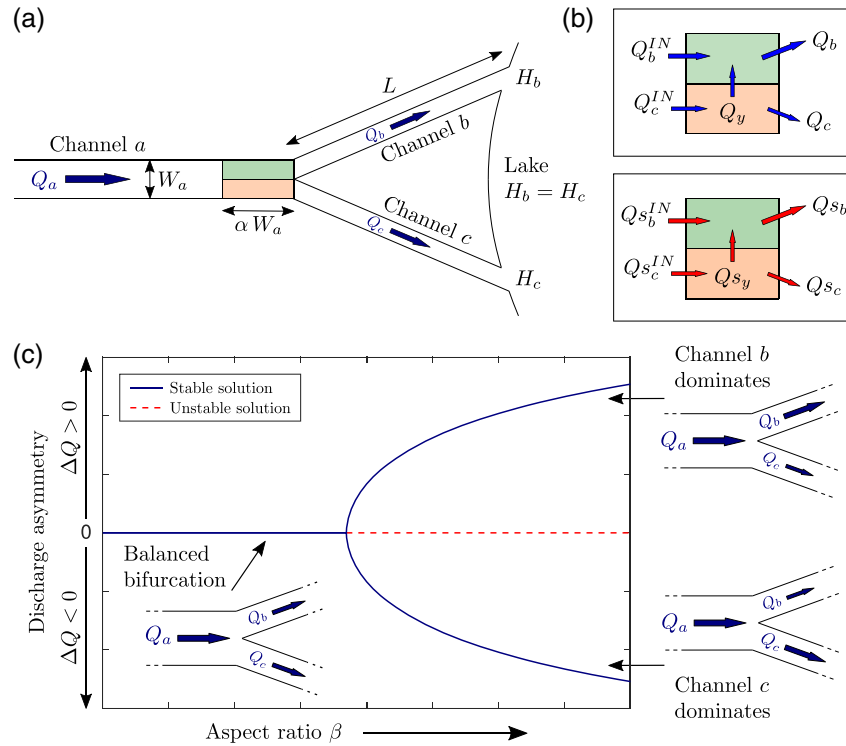 (a)
Channel a
Q_a
W_a
α W_a
L
Q_b
Channel b
Q_c
Channel c
H_b
Lake
H_b = H_c
H_c
(b)
Q_b^{IN}
Q_b
Q_c^{IN}
Q_y
Q_c
Qs_b^{IN}
Qs_b
Qs_c^{IN}
Qs_y
Qs_c
(c)
Discharge asymmetry
ΔQ > 0
0
ΔQ < 0
Stable solution
Unstable solution
Balanced
bifurcation
Q_a
Q_b
Q_c
Aspect ratio β
Channel b
dominates
Q_a
Q_b
Q_c
Q_a
Q_b
Q_c
Channel c
dominates